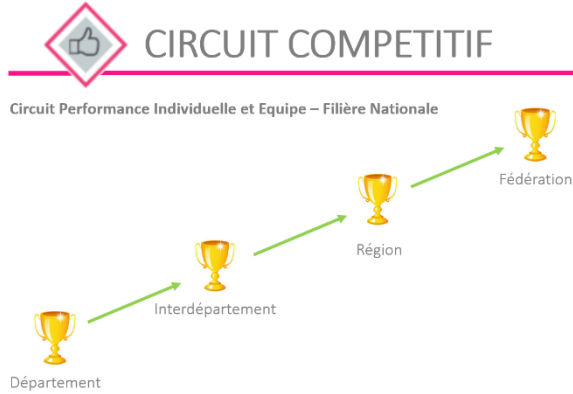 CIRCUIT COMPETITIF
Circuit Performance Individuelle et Equipe – Filière Nationale
Fédération
Région
Interdépartement
Département